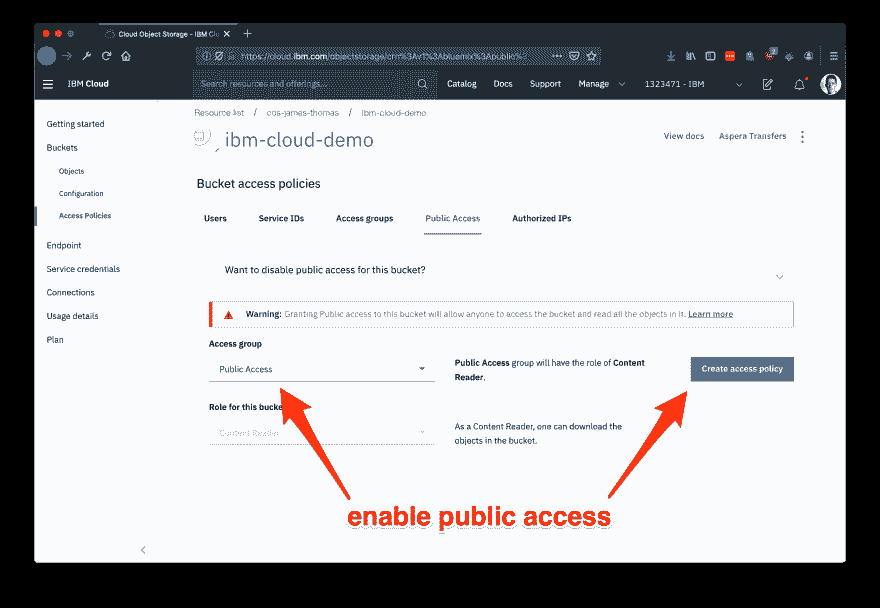 Cloud Object Storage - IBM Clo
https://cloud.ibm.com/objectstorage/crn%3Av1%3Abluemix%3Apublic%
IBM Cloud
Search resources and offerings...
Catalog
Docs
Support
Manage
1323471 - IBM
Resource list / cos-james-thomas / ibm-cloud-demo
ibm-cloud-demo
View docs
Aspera Transfers
Getting started
Buckets
Objects
Configuration
Access Policies
Endpoint
Service credentials
Connections
Usage details
Plan
Bucket access policies
Users
Service IDs
Access groups
Public Access
Authorized IPs
Want to disable public access for this bucket?
Warning: Granting Public access to this bucket will allow anyone to access the bucket and read all the objects in it. Learn more
Access group
Public Access
Public Access group will have the role of Content
Reader.
Create access policy
Role for this bucke
Content Reader
As a Content Reader, one can download the
objects in the bucket.
enable public access